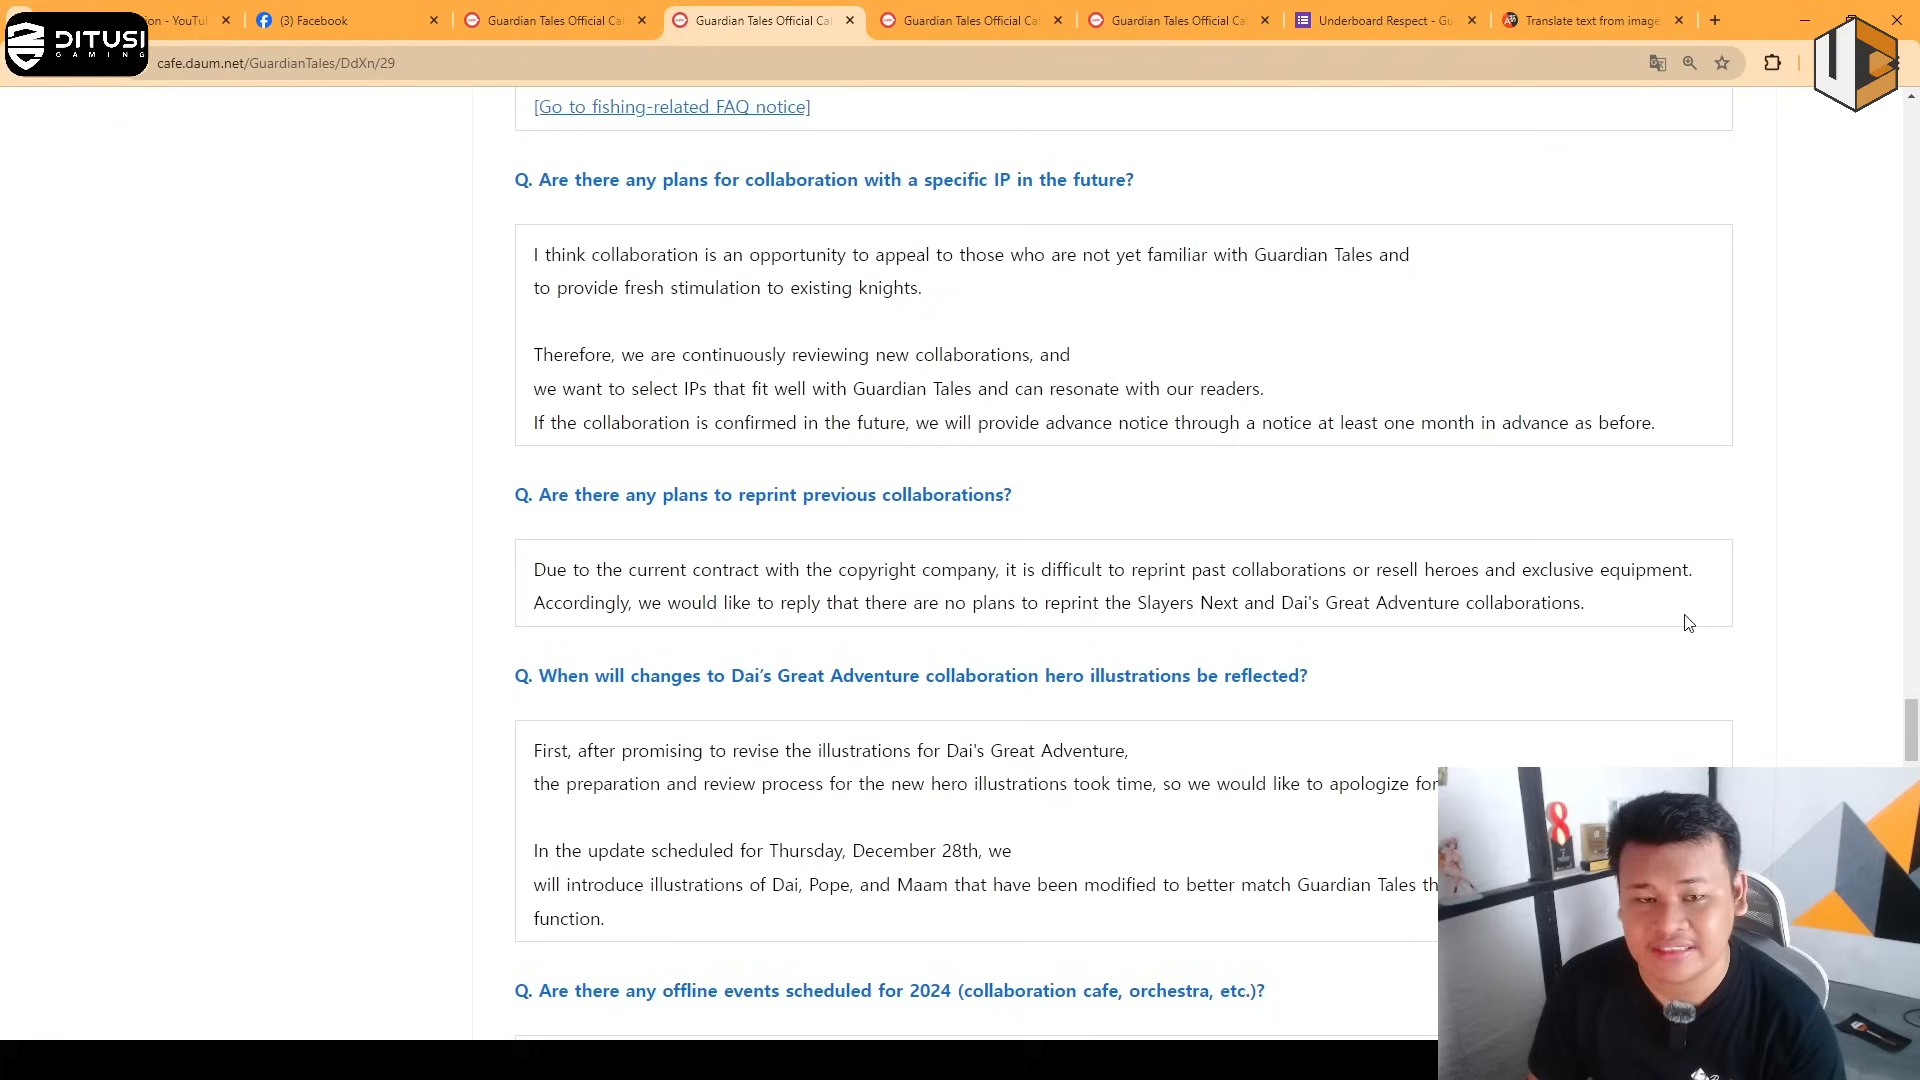 DITUSI
GAMING
ion - YouTu
(3) Facebook
Guardian Tales Official Ca
Guardian Tales Official Ca
Guardian Tales Official Ca
Guardian Tales Official Ca
Underboard Respect - Gu
Translate text from image
cafe.daum.net/GuardianTales/DdXn/29
[Go to fishing-related FAQ notice]
Q. Are there any plans for collaboration with a specific IP in the future?
I think collaboration is an opportunity to appeal to those who are not yet familiar with Guardian Tales and
to provide fresh stimulation to existing knights.
Therefore, we are continuously reviewing new collaborations, and
we want to select IPs that fit well with Guardian Tales and can resonate with our readers.
If the collaboration is confirmed in the future, we will provide advance notice through a notice at least one month in advance as before.
Q. Are there any plans to reprint previous collaborations?
Due to the current contract with the copyright company, it is difficult to reprint past collaborations or resell heroes and exclusive equipment.
Accordingly, we would like to reply that there are no plans to reprint the Slayers Next and Dai's Great Adventure collaborations.
Q. When will changes to Dai’s Great Adventure collaboration hero illustrations be reflected?
First, after promising to revise the illustrations for Dai's Great Adventure,
the preparation and review process for the new hero illustrations took time, so we would like to apologize for
In the update scheduled for Thursday, December 28th, we
will introduce illustrations of Dai, Pope, and Maam that have been modified to better match Guardian Tales th
function.
8
Q. Are there any offline events scheduled for 2024 (collaboration cafe, orchestra, etc.)?